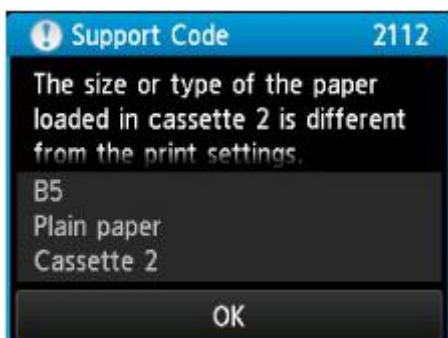 Support Code 2112
The size or type of the paper
loaded in cassette 2 is different
from the print settings.
B5
Plain paper
Cassette 2
OK